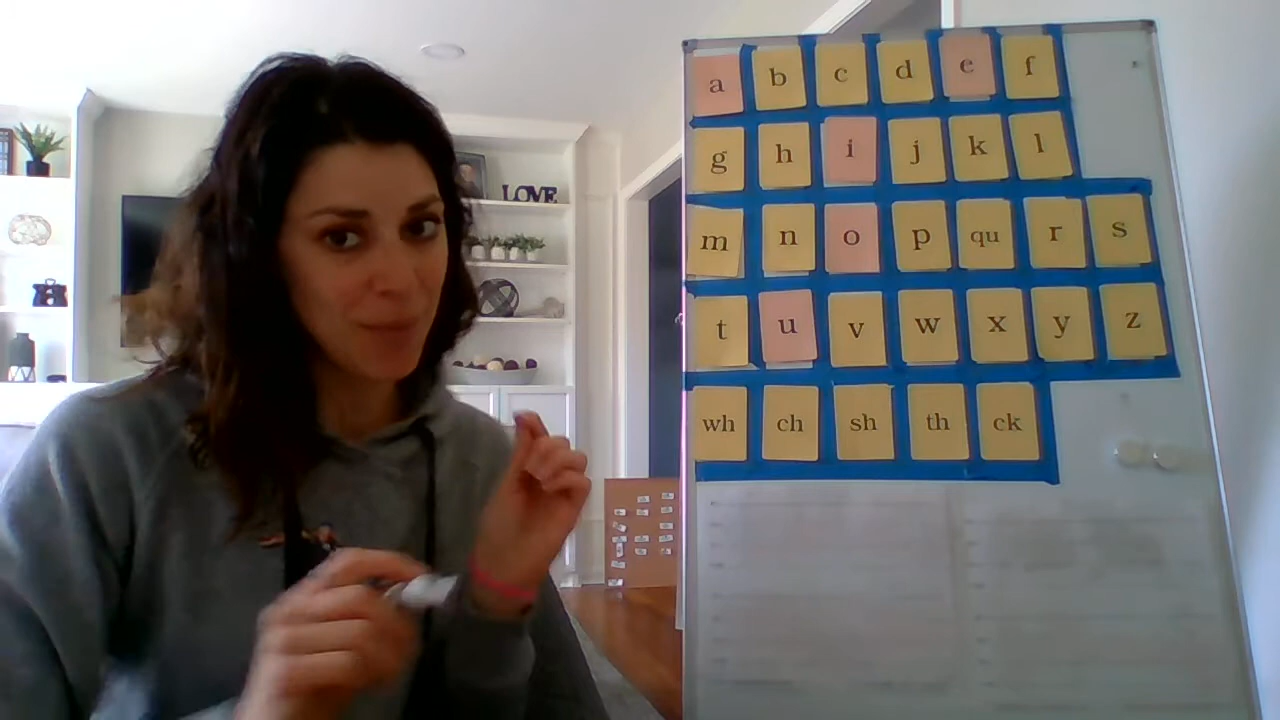 LOVE
a b c d e f
g h i j k l
m n o p qu r s
t u v w x y z
wh ch sh th ck